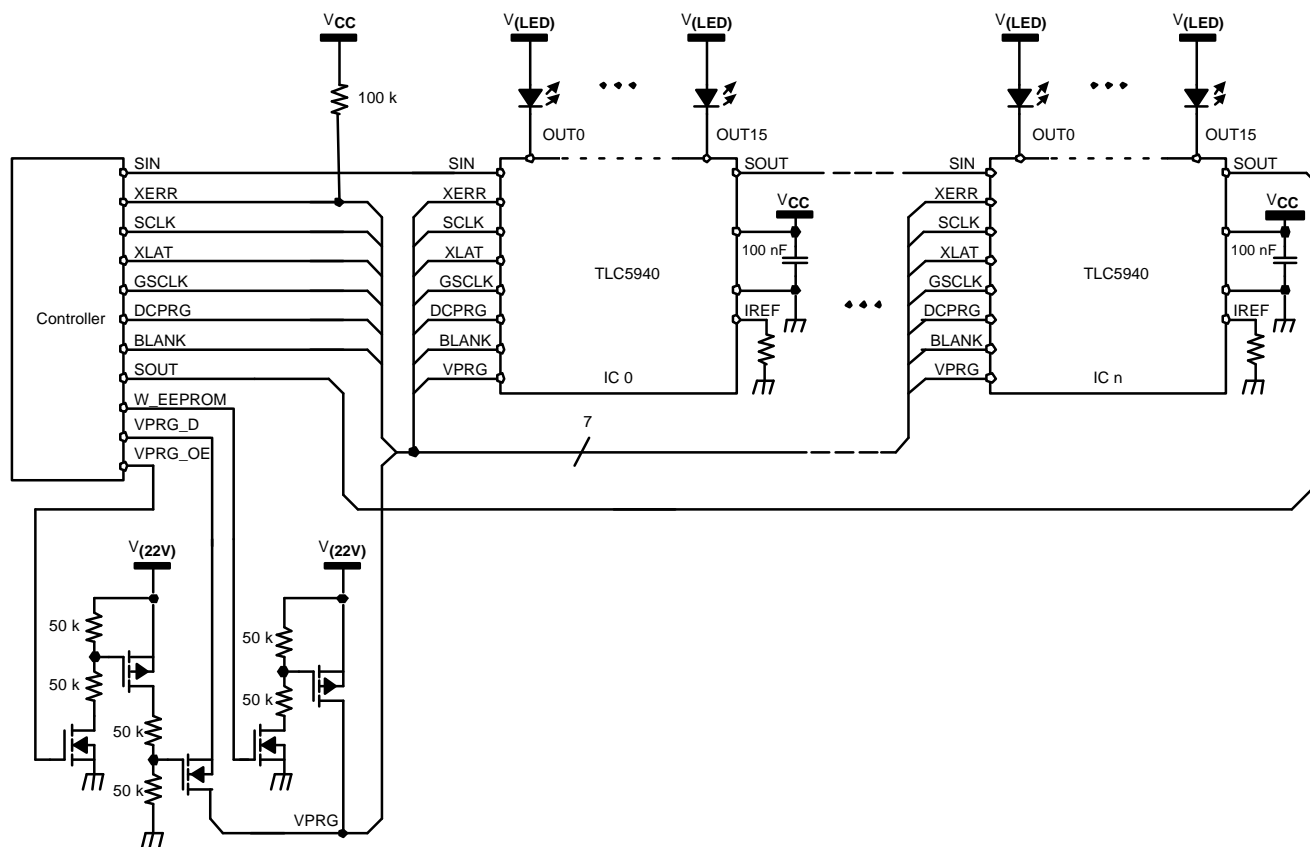 VCC
V(LED)
V(LED)
V(LED)
V(LED)
100 k
OUT0
OUT15
OUT0
OUT15
SIN
SIN
SOUT
SIN
SOUT
XERR
XERR
XERR
VCC
VCC
SCLK
SCLK
SCLK
100 nF
100 nF
XLAT
XLAT
XLAT
TLC5940
TLC5940
GSCLK
GSCLK
GSCLK
Controller
DCPRG
DCPRG
IREF
DCPRG
IREF
BLANK
BLANK
BLANK
SOUT
VPRG
IC 0
VPRG
IC n
W_EEPROM
VPRG_D
7
VPRG_OE
V(22V)
V(22V)
50 k
50 k
50 k
50 k
50 k
50 k
VPRG